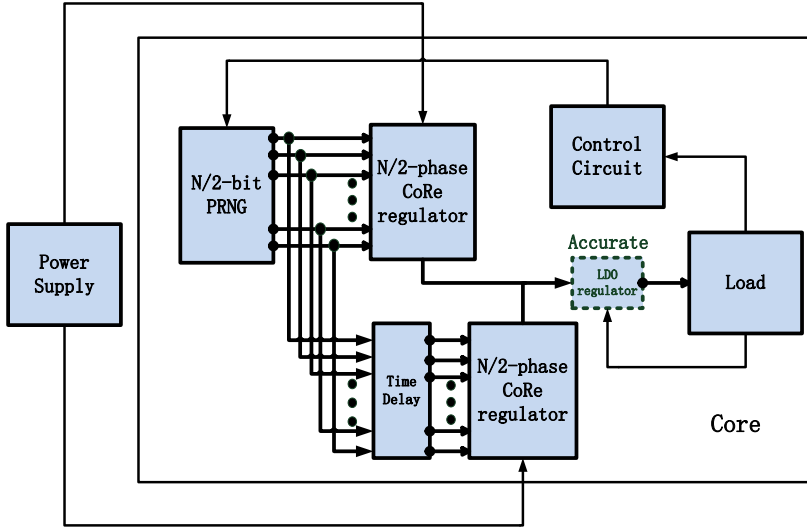 Power
Supply
N/2-bit
PRNG
N/2-phase
CoRe
regulator
Control
Circuit
Accurate
LDO
regulator
Load
Time
Delay
N/2-phase
CoRe
regulator
Core